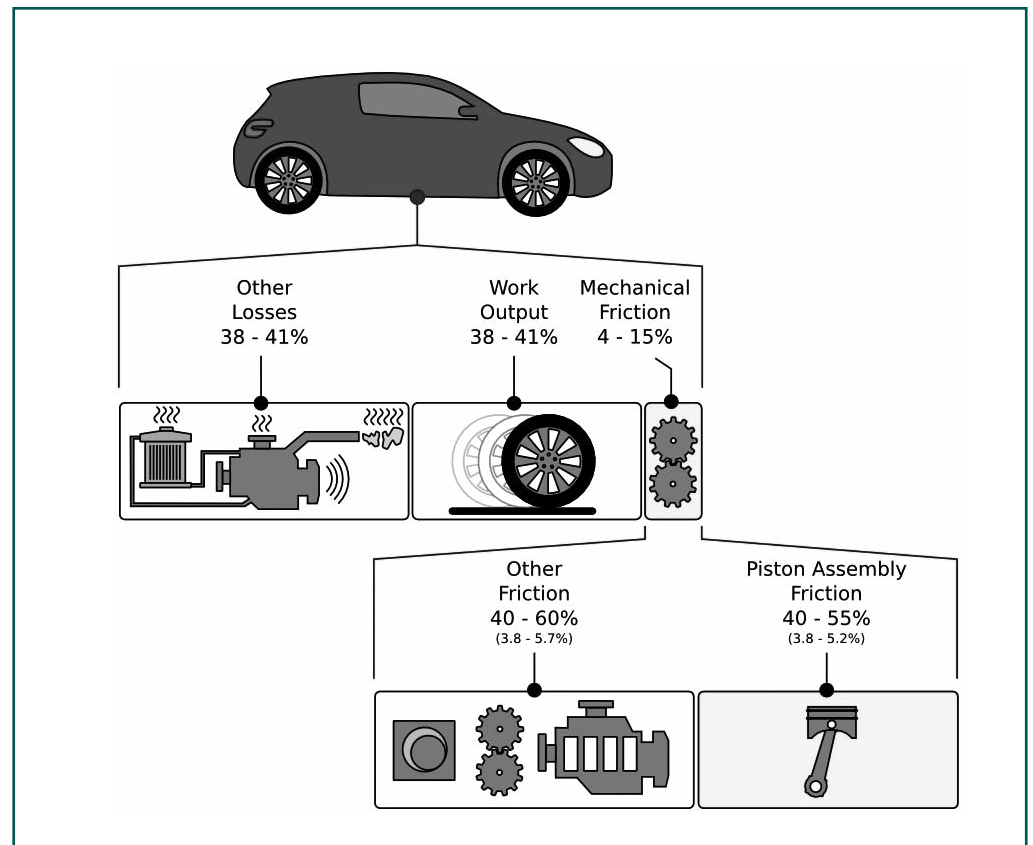 Other
Losses
38 - 41%
Work
Output
38 - 41%
Mechanical
Friction
4 - 15%
Other
Friction
40 - 60%
(3.8 - 5.7%)
Piston Assembly
Friction
40 - 55%
(3.8 - 5.2%)